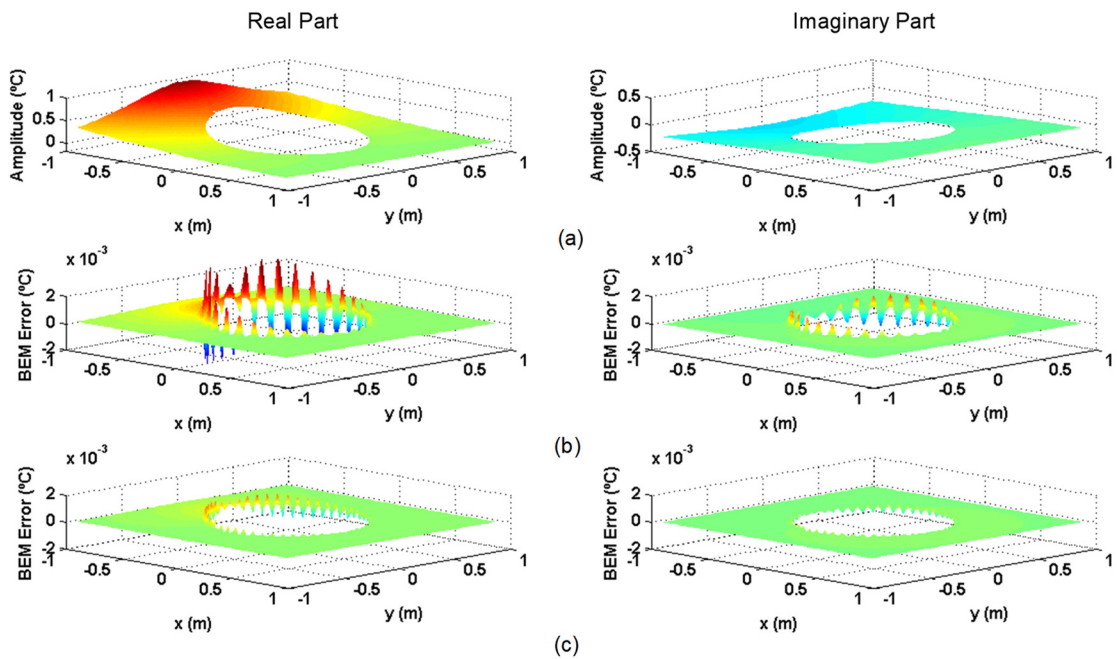 Real Part
Imaginary Part
Amplitude (ºC)
1
0.5
0
-1
-0.5
0
0.5
1
x (m)
-1
-0.5
0
0.5
1
y (m)
Amplitude (ºC)
0.5
0
-0.5
-1
-0.5
0
0.5
1
x (m)
-1
-0.5
0
0.5
1
y (m)
(a)
x 10⁻³
BEM Error (ºC)
2
0
-2
-1
-0.5
0
0.5
1
x (m)
-1
-0.5
0
0.5
1
y (m)
x 10⁻³
BEM Error (ºC)
2
0
-2
-1
-0.5
0
0.5
1
x (m)
-1
-0.5
0
0.5
1
y (m)
(b)
x 10⁻³
BEM Error (ºC)
2
0
-2
-1
-0.5
0
0.5
1
x (m)
-1
-0.5
0
0.5
1
y (m)
x 10⁻³
BEM Error (ºC)
2
0
-2
-1
-0.5
0
0.5
1
x (m)
-1
-0.5
0
0.5
1
y (m)
(c)